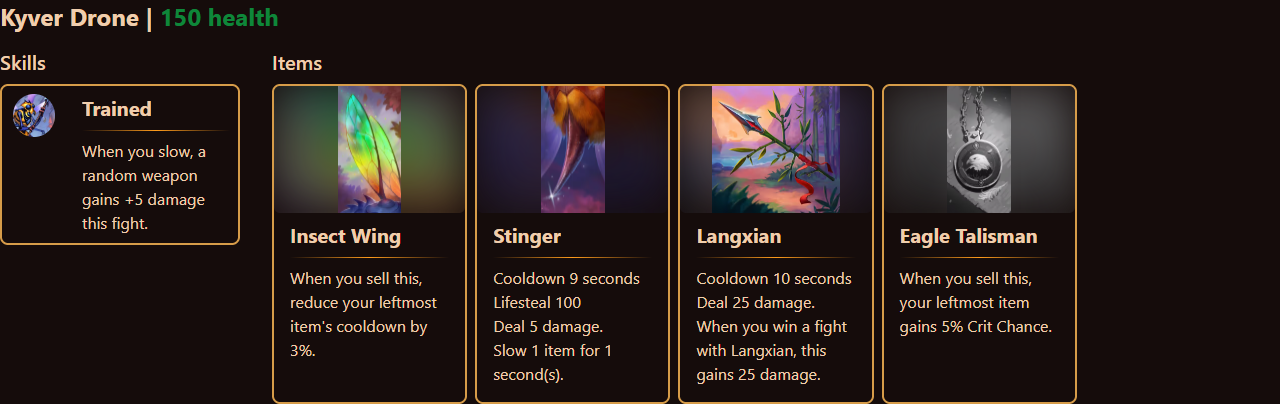 Kyver Drone | 150 health
Skills
Trained
When you slow, a
random weapon
gains +5 damage
this fight.
Items
Insect Wing
When you sell this,
reduce your leftmost
item's cooldown by
3%.
Stinger
Cooldown 9 seconds
Lifesteal 100
Deal 5 damage.
Slow 1 item for 1
second(s).
Langxian
Cooldown 10 seconds
Deal 25 damage.
When you win a fight
with Langxian, this
gains 25 damage.
Eagle Talisman
When you sell this,
your leftmost item
gains 5% Crit Chance.